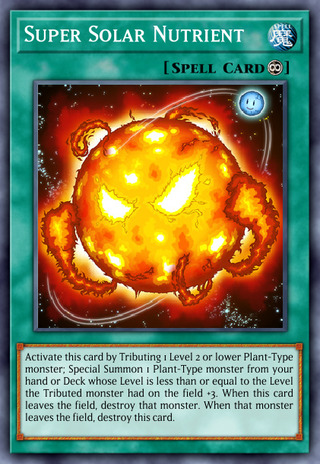 Super Solar Nutrient
魔
[Spell Card]
Activate this card by Tributing 1 Level 2 or lower Plant-Type
monster; Special Summon 1 Plant-Type monster from your
hand or Deck whose Level is less than or equal to the Level
the Tributed monster had on the field +3. When this card
leaves the field, destroy that monster. When that monster
leaves the field, destroy this card.